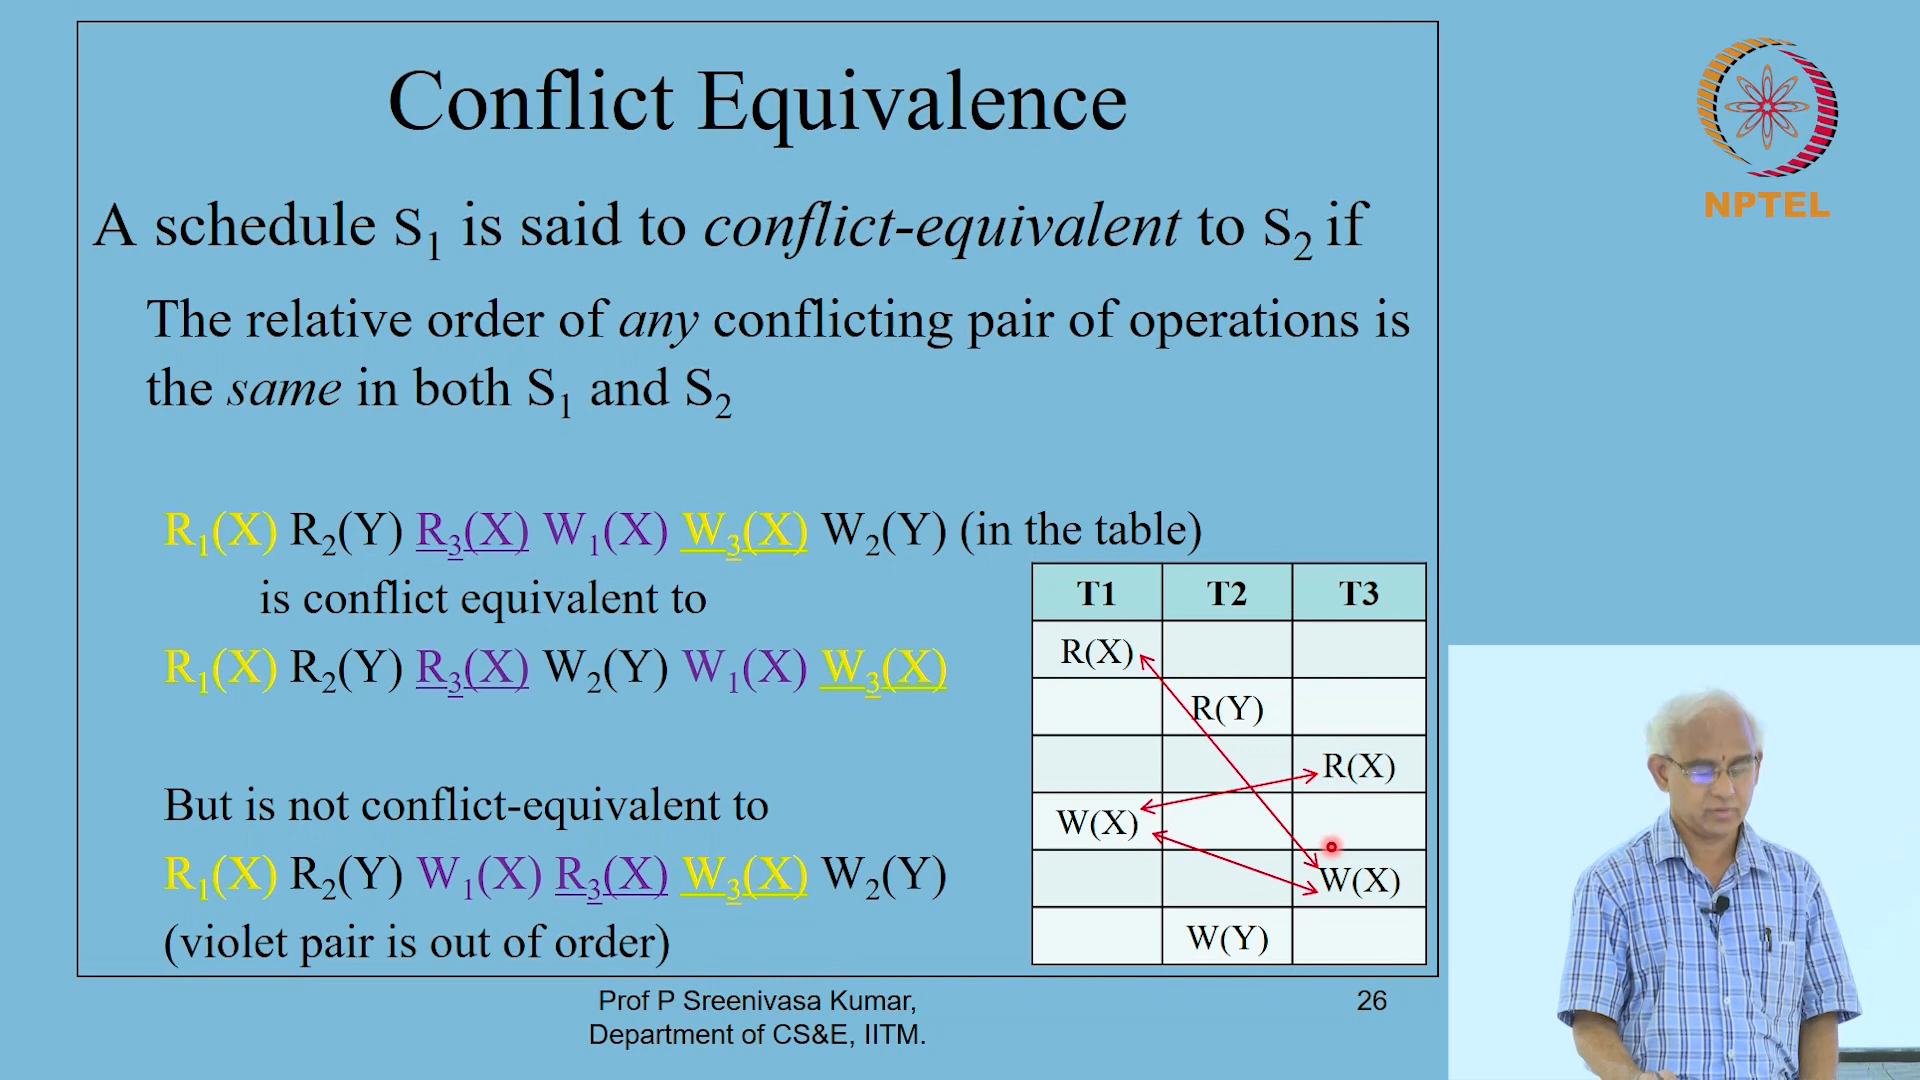 Conflict Equivalence
A schedule S₁ is said to conflict-equivalent to S₂ if
The relative order of any conflicting pair of operations is
the same in both S₁ and S₂
R₁(X) R₂(Y) R₃(X) W₁(X) W₃(X) W₂(Y) (in the table)
is conflict equivalent to
R₁(X) R₂(Y) R₃(X) W₂(Y) W₁(X) W₃(X)
But is not conflict-equivalent to
R₁(X) R₂(Y) W₁(X) R₃(X) W₃(X) W₂(Y)
(violet pair is out of order)
T1 T2 T3
R(X)
R(Y)
R(X)
W(X)
W(X)
W(Y)
Prof P Sreenivasa Kumar,
Department of CS&E, IITM.
26
NPTEL